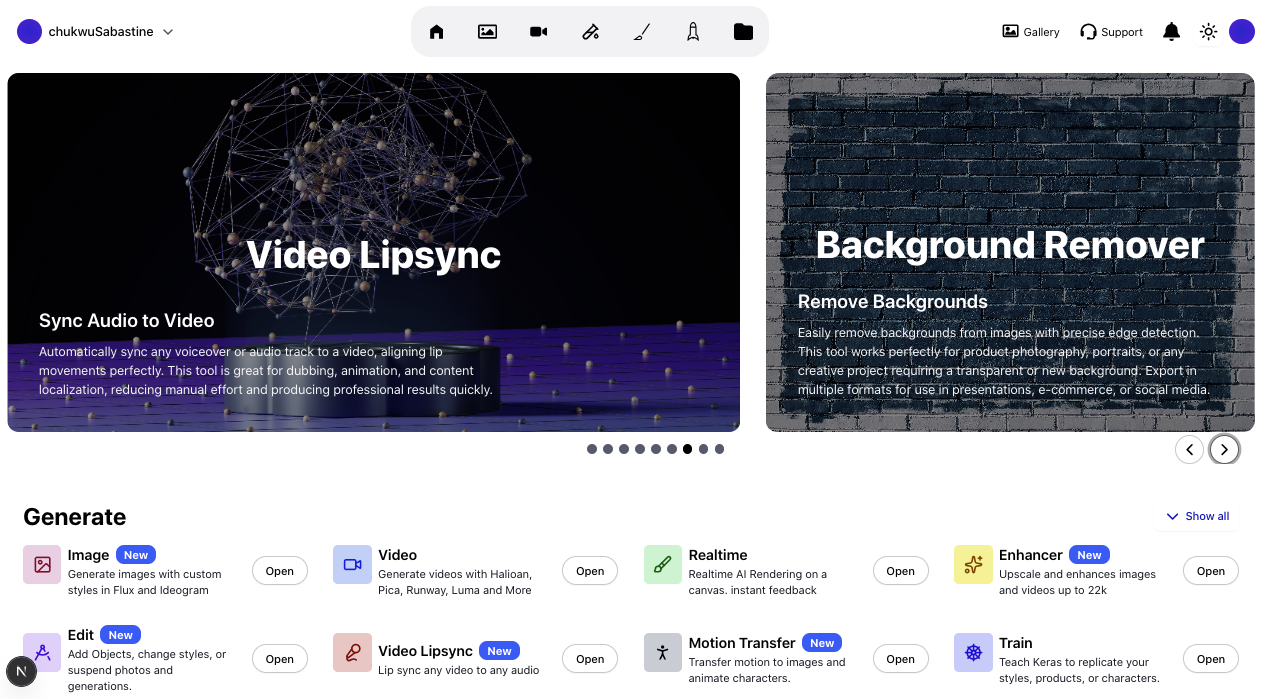 chukwuSabastine
Gallery
Support
Video Lipsync
Sync Audio to Video
Automatically sync any voiceover or audio track to a video, aligning lip
movements perfectly. This tool is great for dubbing, animation, and content
localization, reducing manual effort and producing professional results quickly.
Background Remover
Remove Backgrounds
Easily remove backgrounds from images with precise edge detection.
This tool works perfectly for product photography, portraits, or any
creative project requiring a transparent or new background. Export in
multiple formats for use in presentations, e-commerce, or social media.
Generate
Show all
Image New
Generate images with custom
styles in Flux and Ideogram
Open
Video
Generate videos with Halioan,
Pica, Runway, Luma and More
Open
Realtime
Realtime AI Rendering on a
canvas. instant feedback
Open
Enhancer New
Upscale and enhances images
and videos up to 22k
Open
Edit New
Add Objects, change styles, or
suspend photos and
generations.
Open
Video Lipsync New
Lip sync any video to any audio
Open
Motion Transfer New
Transfer motion to images and
animate characters.
Open
Train
Teach Keras to replicate your
styles, products, or characters.
Open
N